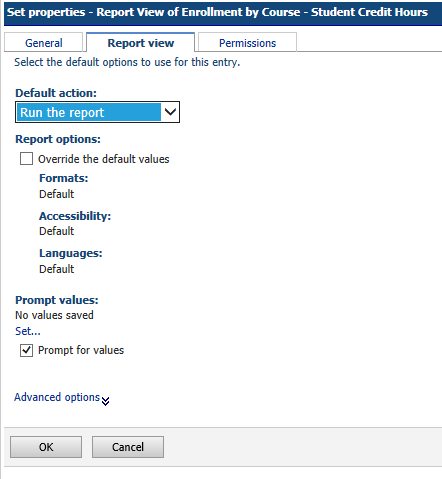 Set properties - Report View of Enrollment by Course - Student Credit Hours
General Report view Permissions
Select the default options to use for this entry.
Default action:
Run the report
Report options:
Override the default values
Formats:
Default
Accessibility:
Default
Languages:
Default
Prompt values:
No values saved
Set...
Prompt for values
Advanced options
OK Cancel